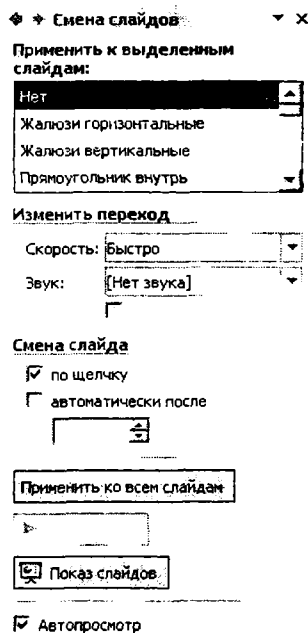 Смена слайдов
Применить к выделенным
слайдам:
Нет
Жалюзи горизонтальные
Жалюзи вертикальные
Прямоугольник внутрь
Изменить переход
Скорость: Быстро
Звук: [Нет звука]
Смена слайда
по щелчку
автоматически после
Применить ко всем слайдам
Показ слайдов
Автопросмотр